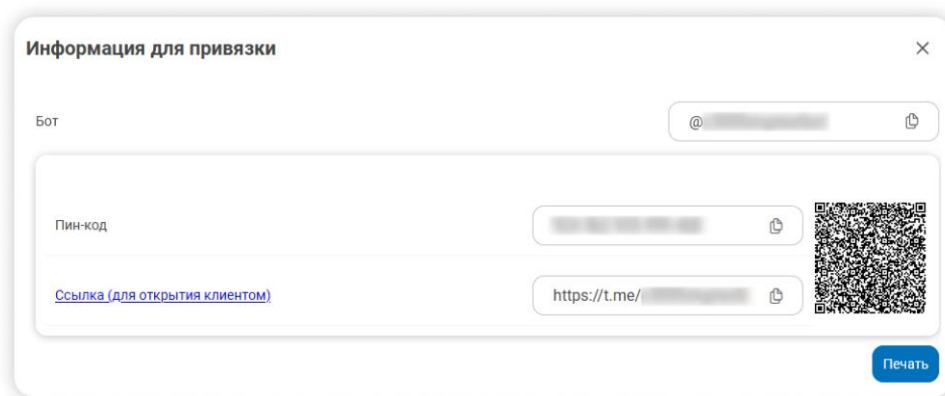 Информация для привязки
Бот
@
Пин-код
Ссылка (для открытия клиентом)
https://t.me/
Печать